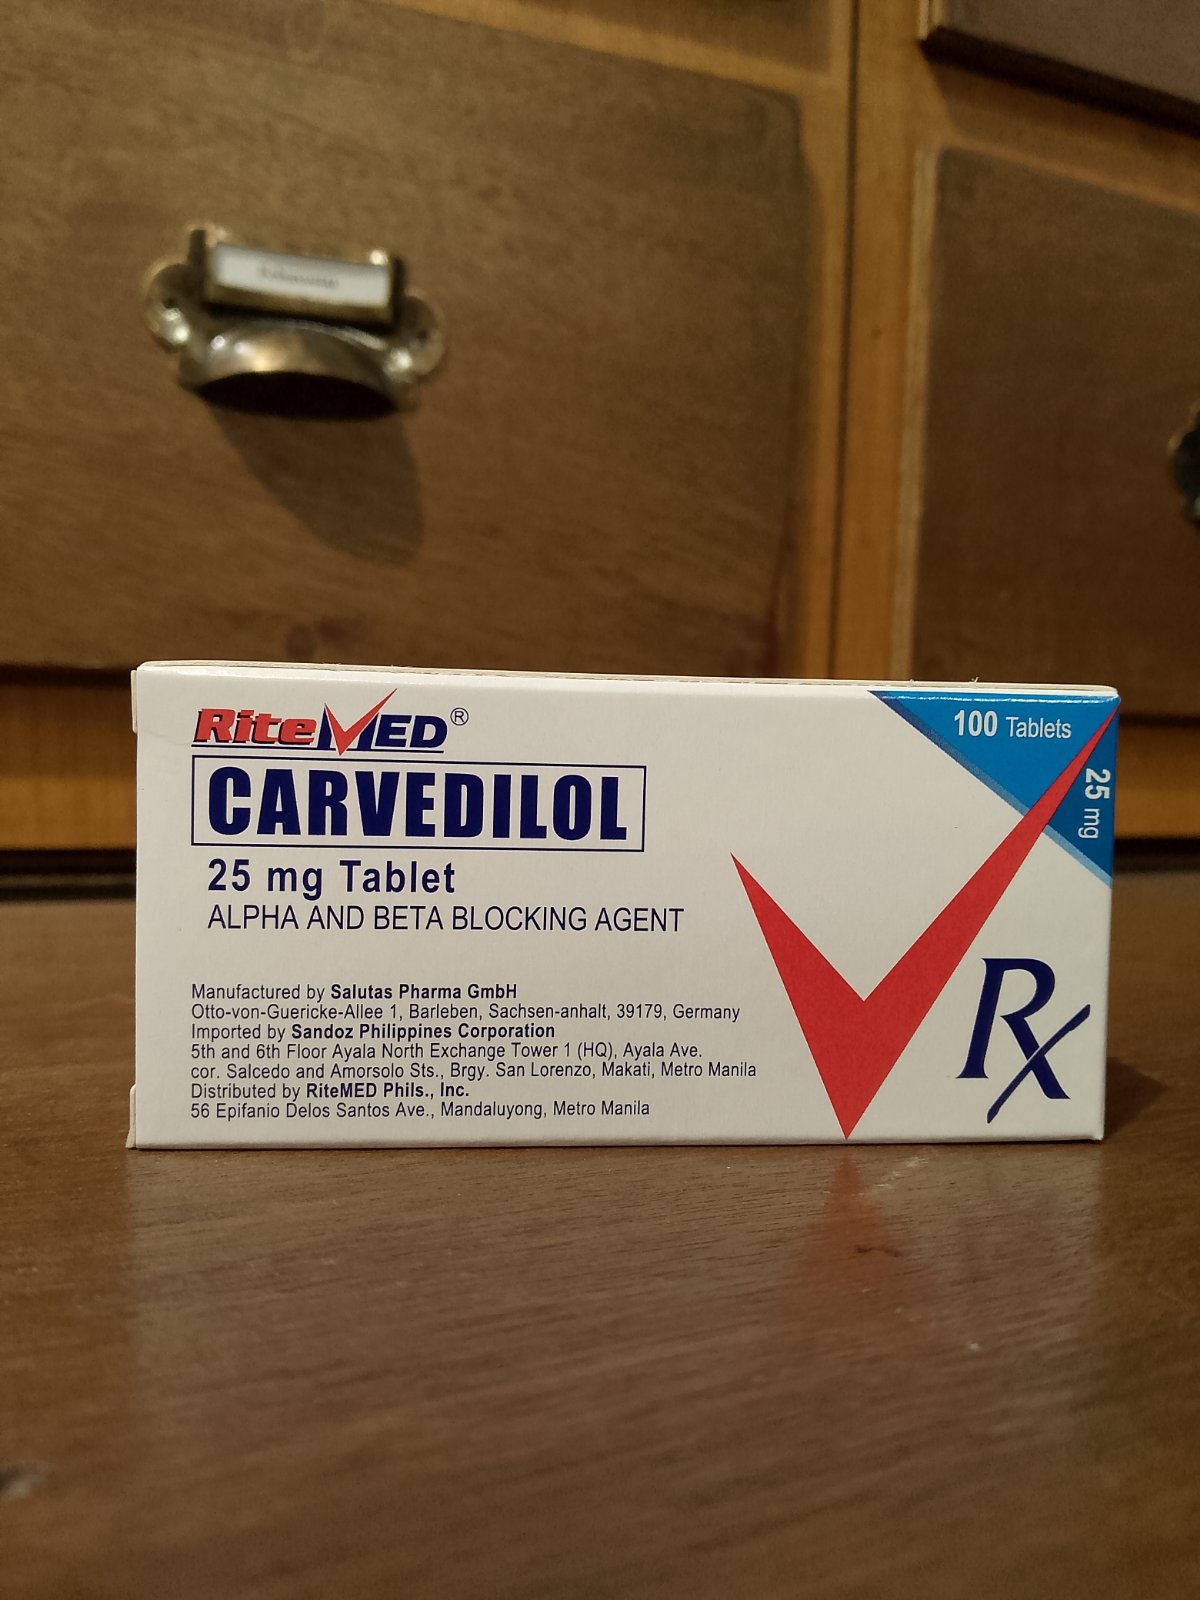 RiteMED®
CARVEDILOL
25 mg Tablet
ALPHA AND BETA BLOCKING AGENT
Manufactured by Salutas Pharma GmbH
Otto-von-Guericke-Allee 1, Barleben, Sachsen-anhalt, 39179, Germany
Imported by Sandoz Philippines Corporation
5th and 6th Floor Ayala North Exchange Tower 1 (HQ), Ayala Ave.
cor. Salcedo and Amorsolo Sts., Brgy. San Lorenzo, Makati, Metro Manila
Distributed by RiteMED Phils., Inc.
56 Epifanio Delos Santos Ave., Mandaluyong, Metro Manila
100 Tablets
25 mg
Rx